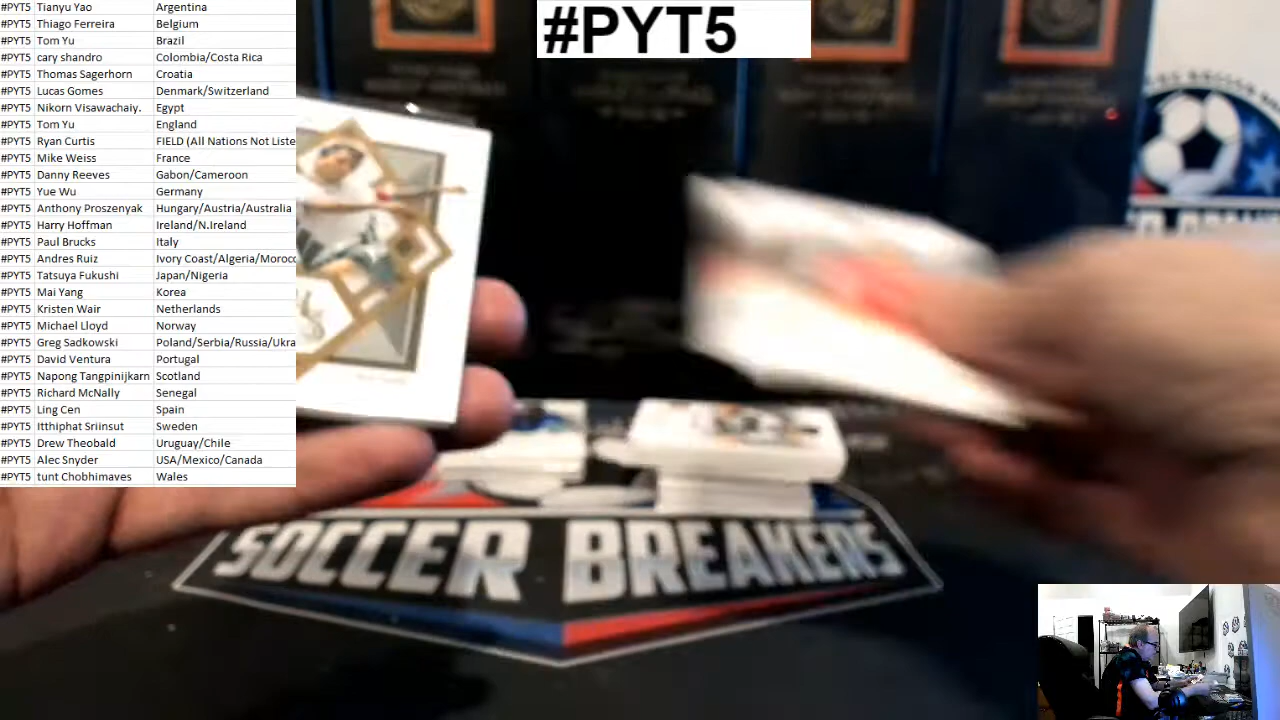 #PYT5 Tianyu Yao Argentina
#PYT5 Thiago Ferreira Belgium
#PYT5 Tom Yu Brazil
#PYT5 cary shandro Colombia/Costa Rica
#PYT5 Thomas Sagerhorn Croatia
#PYT5 Lucas Gomes Denmark/Switzerland
#PYT5 Nikorn Visawachaiy. Egypt
#PYT5 Tom Yu England
#PYT5 Ryan Curtis FIELD (All Nations Not Liste
#PYT5 Mike Weiss France
#PYT5 Danny Reeves Gabon/Cameroon
#PYT5 Yue Wu Germany
#PYT5 Anthony Proszenyak Hungary/Austria/Australia
#PYT5 Harry Hoffman Ireland/N.Ireland
#PYT5 Paul Brucks Italy
#PYT5 Andres Ruiz Ivory Coast/Algeria/Moroco
#PYT5 Tatsuya Fukushi Japan/Nigeria
#PYT5 Mai Yang Korea
#PYT5 Kristen Wair Netherlands
#PYT5 Michael Lloyd Norway
#PYT5 Greg Sadkowski Poland/Serbia/Russia/Ukra
#PYT5 David Ventura Portugal
#PYT5 Napong Tangpinijkarn Scotland
#PYT5 Richard McNally Senegal
#PYT5 Ling Cen Spain
#PYT5 Itthiphat Sriinsut Sweden
#PYT5 Drew Theobald Uruguay/Chile
#PYT5 Alec Snyder USA/Mexico/Canada
#PYT5 tunt Chobhimaves Wales
#PYT5
SOCCER BREAKERS